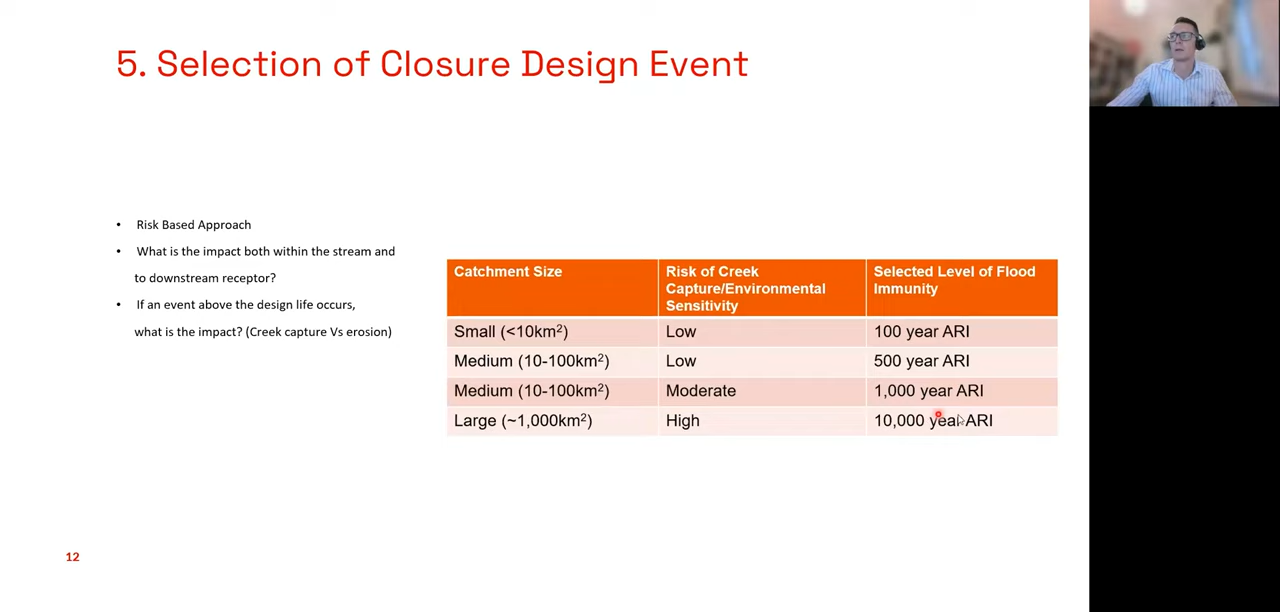 5. Selection of Closure Design Event
• Risk Based Approach
• What is the impact both within the stream and
to downstream receptor?
• If an event above the design life occurs,
what is the impact? (Creek capture Vs erosion)
Catchment Size
Risk of Creek
Capture/Environmental
Sensitivity
Selected Level of Flood
Immunity
Small (<10km²) Low 100 year ARI
Medium (10-100km²) Low 500 year ARI
Medium (10-100km²) Moderate 1,000 year ARI
Large (~1,000km²) High 10,000 year ARI
12